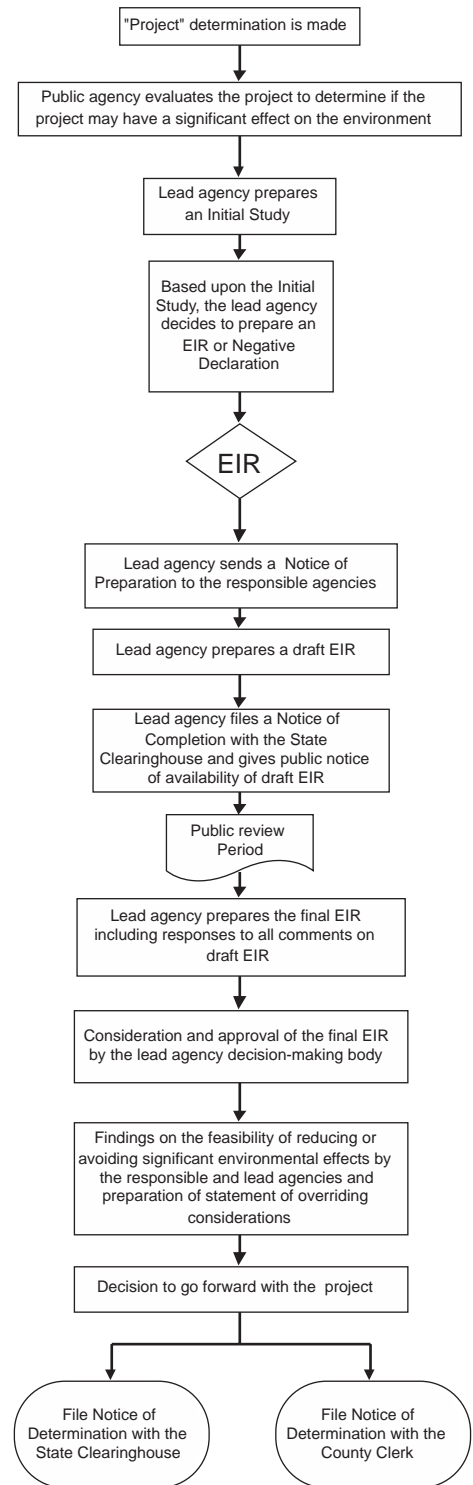 "Project" determination is made
Public agency evaluates the project to determine if the
project may have a significant effect on the environment
Lead agency prepares
an Initial Study
Based upon the Initial
Study, the lead agency
decides to prepare an
EIR or Negative
Declaration
EIR
Lead agency sends a Notice of
Preparation to the responsible agencies
Lead agency prepares a draft EIR
Lead agency files a Notice of
Completion with the State
Clearinghouse and gives public notice
of availability of draft EIR
Public review
Period
Lead agency prepares the final EIR
including responses to all comments on
draft EIR
Consideration and approval of the final EIR
by the lead agency decision-making body
Findings on the feasibility of reducing or
avoiding significant environmental effects by
the responsible and lead agencies and
preparation of statement of overriding
considerations
Decision to go forward with the project
File Notice of
Determination with the
State Clearinghouse
File Notice of
Determination with the
County Clerk